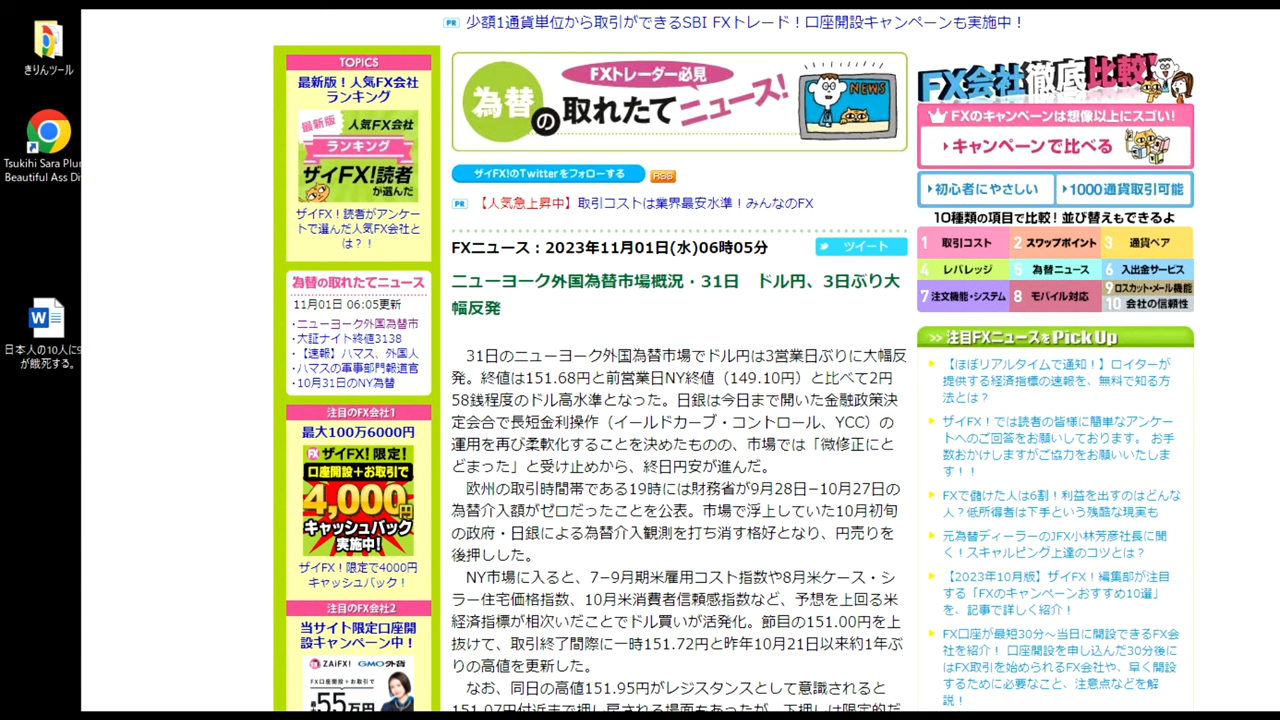 PR 少額1通貨単位から取引ができるSBI FXトレード！口座開設キャンペーンも実施中！
きりんツール
Tsukihi Sara Plu
Beautiful Ass Di
日本人の10人に9
が餓死する。
TOPICS
最新版！人気FX会社
ランキング
最新版 人気FX会社
ランキング
ザイFX！読者
が選んだ
ザイFX！読者がアンケー
トで選んだ人気FX会社と
は？！
為替の取れたてニュース
11月01日 06:05更新
・ニューヨーク外国為替市
・大証ナイト終値3138
・【速報】ハマス、外国人
・ハマスの軍事部門報道官
・10月31日のNY為替
注目のFX会社1
最大100万6000円
FX ザイFX！限定！
口座開設＋お取引で
4,000円
キャッシュバック
実施中！
ザイFX！限定で4000円
キャッシュバック！
注目のFX会社2
当サイト限定口座開
設キャンペーン中！
ZAiFX! GMO外貨
FX口座開設＋お取引で
55万円
FXトレーダー必見
為替の取れたてニュース！
NEWS
ザイFX!のTwitterをフォローする RSS
PR 【人気急上昇中】取引コストは業界最安水準！みんなのFX
FXニュース：2023年11月01日(水)06時05分
ツイート
ニューヨーク外国為替市場概況・31日　ドル円、3日ぶり大
幅反発
31日のニューヨーク外国為替市場でドル円は3営業日ぶりに大幅反
発。終値は151.68円と前営業日NY終値（149.10円）と比べて2円
58銭程度のドル高水準となった。日銀は今日まで開いた金融政策決
定会合で長短金利操作（イールドカーブ・コントロール、YCC）の
運用を再び柔軟化することを決めたものの、市場では「微修正にと
どまった」と受け止めから、終日円安が進んだ。
欧州の取引時間帯である19時には財務省が9月28日−10月27日の
為替介入額がゼロだったことを公表。市場で浮上していた10月初旬
の政府・日銀による為替介入観測を打ち消す格好となり、円売りを
後押しした。
NY市場に入ると、7−9月期米雇用コスト指数や8月米ケース・シ
ラー住宅価格指数、10月米消費者信頼感指数など、予想を上回る米
経済指標が相次いだことでドル買いが活発化。節目の151.00円を上
抜けて、取引終了間際に一時151.72円と昨年10月21日以来約1年ぶ
りの高値を更新した。
なお、同日の高値151.95円がレジスタンスとして意識されると
151.07円付近まで押し戻される場面もあったが、下押しは限定的だ
FX会社徹底比較！
FXのキャンペーンは想像以上にスゴい！
キャンペーンで比べる
初心者にやさしい
1000通貨取引可能
10種類の項目で比較！並び替えもできるよ
1 取引コスト
2 スワップポイント
3 通貨ペア
4 レバレッジ
5 為替ニュース
6 入出金サービス
7 注文機能・システム
8 モバイル対応
9 ロスカット・メール機能
10 会社の信頼性
>> 注目FXニュースをPick Up
【ほぼリアルタイムで通知！】ロイターが
提供する経済指標の速報を、無料で知る方
法とは？
ザイFX！では読者の皆様に簡単なアンケー
トへのご回答をお願いしております。 お手
数おかけしますがご協力をお願いいたしま
す！！
FXで儲けた人は6割！利益を出すのはどんな
人？低所得者は下手という残酷な現実も
元為替ディーラーのJFX小林芳彦社長に聞
く！スキャルピング上達のコツとは？
【2023年10月版】ザイFX！編集部が注目
する「FXのキャンペーンおすすめ10選」
を、記事で詳しく紹介！
FX口座が最短30分〜当日に開設できるFX会
社を紹介！ 口座開設を申し込んだ30分後に
はFX取引を始められるFX会社や、早く開設
するために必要なこと、注意点などを解
説！